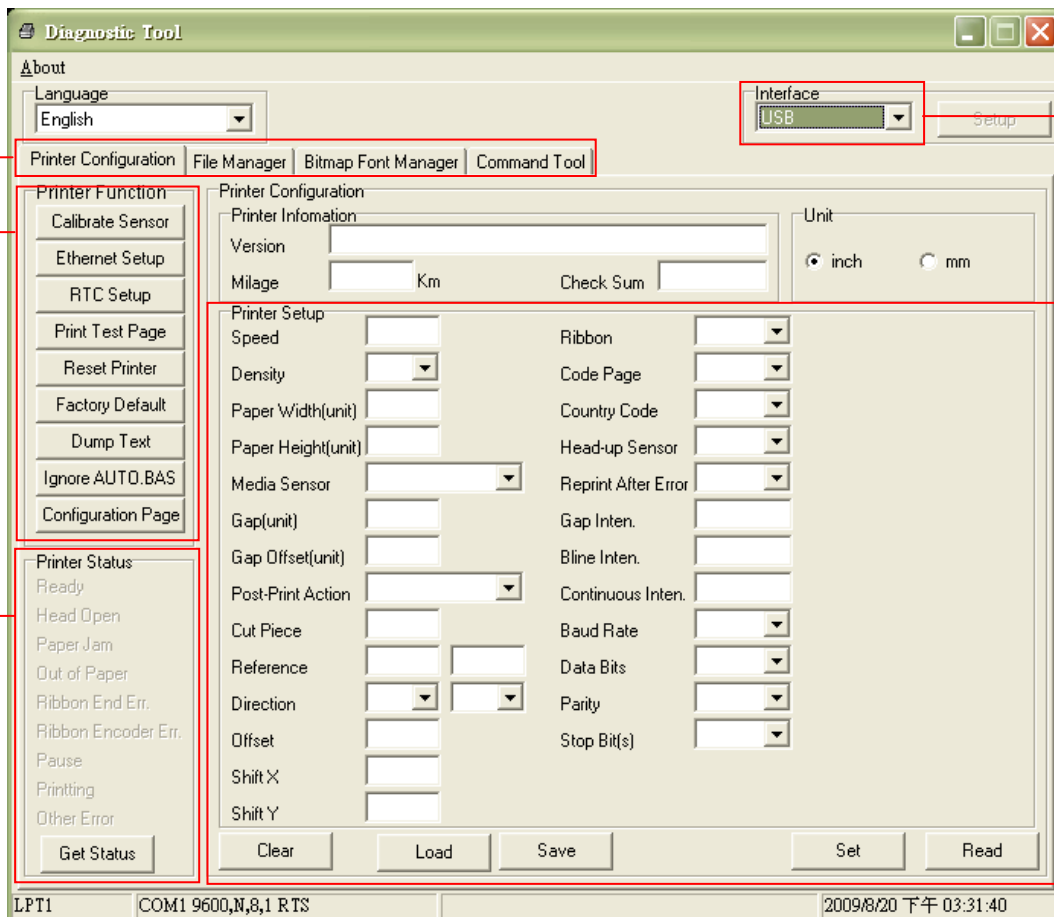 Diagnostic Tool
About
Language
English
Interface
USB
Setup
Printer Configuration
File Manager
Bitmap Font Manager
Command Tool
Printer Function
Calibrate Sensor
Ethernet Setup
RTC Setup
Print Test Page
Reset Printer
Factory Default
Dump Text
Ignore AUTO.BAS
Configuration Page
Printer Status
Ready
Head Open
Paper Jam
Out of Paper
Ribbon End Err.
Ribbon Encoder Err.
Pause
Printting
Other Error
Get Status
Printer Configuration
Printer Infomation
Version
Milage Km
Check Sum
Unit
inch
mm
Printer Setup
Speed
Density
Paper Width(unit)
Paper Height(unit)
Media Sensor
Gap(unit)
Gap Offset(unit)
Post-Print Action
Cut Piece
Reference
Direction
Offset
Shift X
Shift Y
Ribbon
Code Page
Country Code
Head-up Sensor
Reprint After Error
Gap Inten.
Bline Inten.
Continuous Inten.
Baud Rate
Data Bits
Parity
Stop Bit(s)
Clear
Load
Save
Set
Read
LPT1
COM1 9600,N,8,1 RTS
2009/8/20 下午 03:31:40